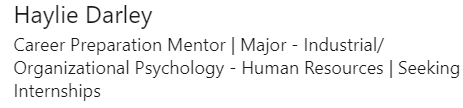 Haylie Darley
Career Preparation Mentor | Major - Industrial/
Organizational Psychology - Human Resources | Seeking
Internships